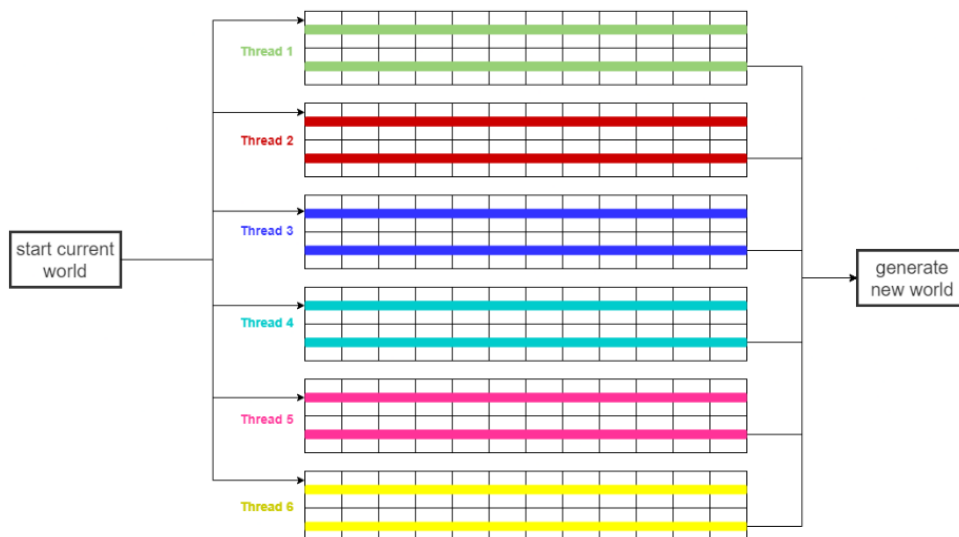 Thread 1
Thread 2
Thread 3
start current
world
generate
new world
Thread 4
Thread 5
Thread 6